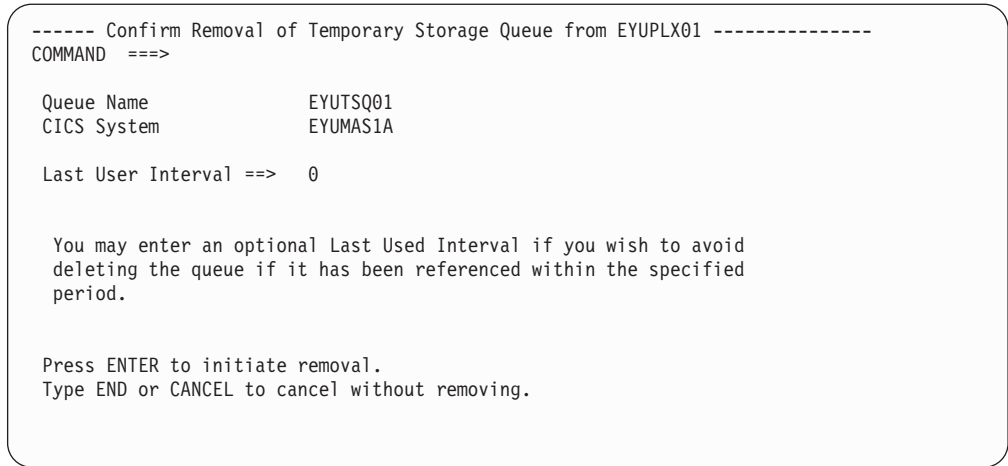 ------ Confirm Removal of Temporary Storage Queue from EYUPLX01 ---------------
COMMAND ===>
Queue Name EYUTSQ01
CICS System EYUMAS1A
Last User Interval ==> 0
You may enter an optional Last Used Interval if you wish to avoid
deleting the queue if it has been referenced within the specified
period.
Press ENTER to initiate removal.
Type END or CANCEL to cancel without removing.